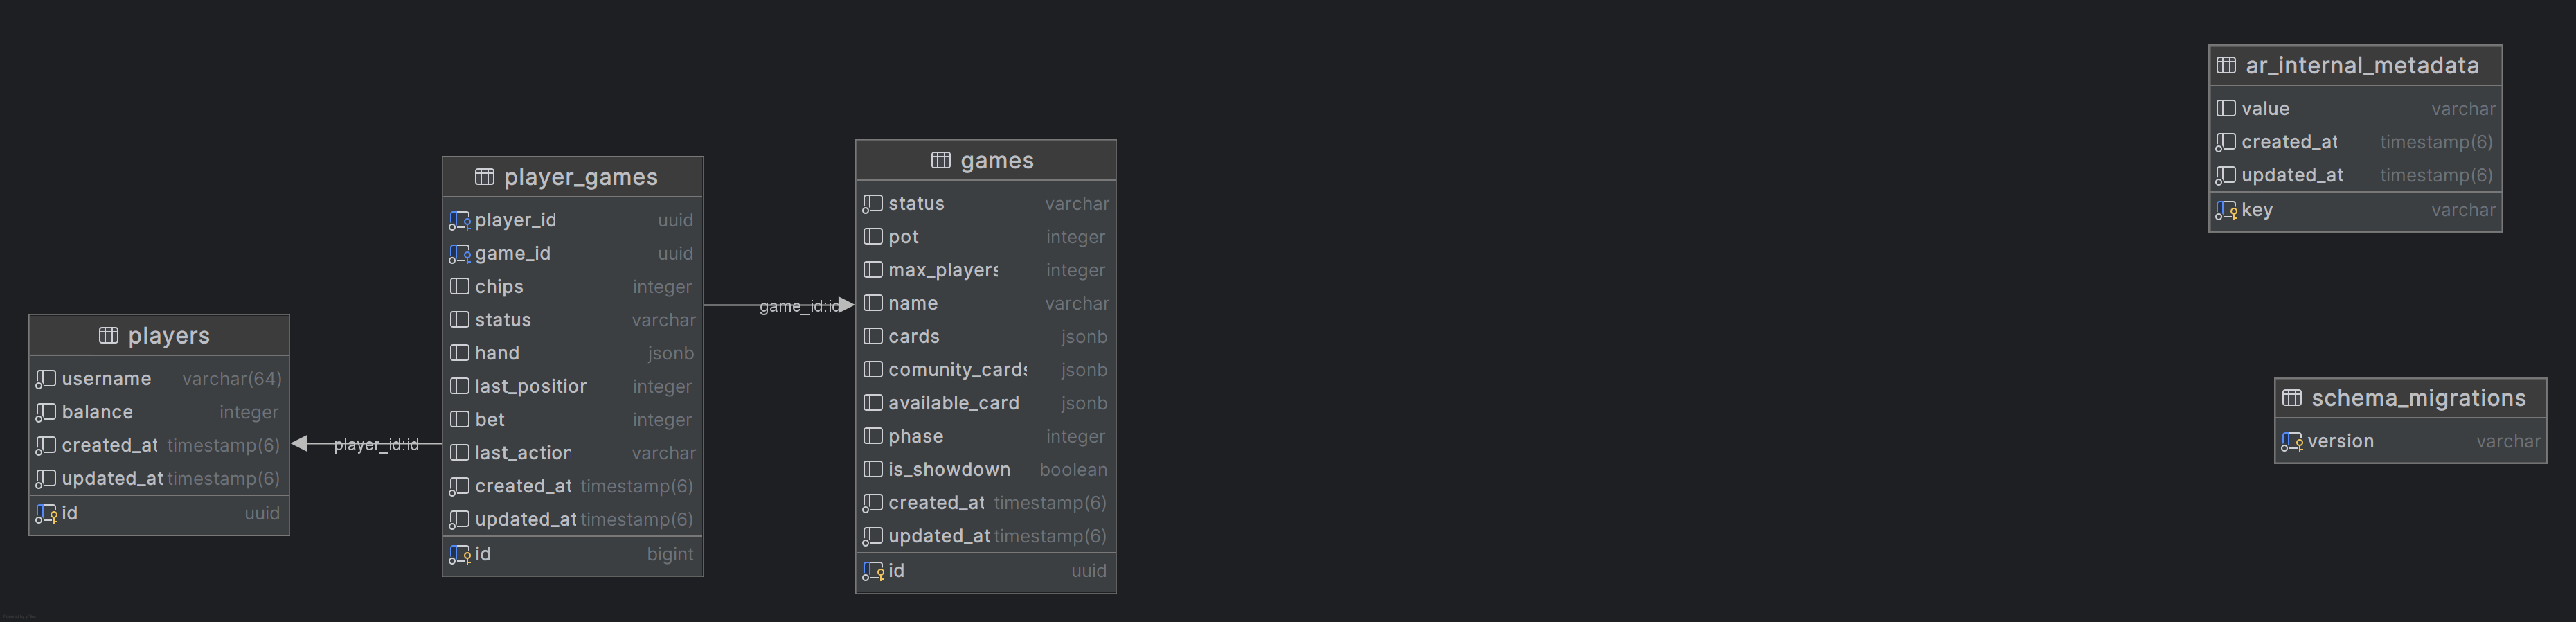 players
username varchar(64)
balance integer
created_at timestamp(6)
updated_at timestamp(6)
id uuid
player_id:id
player_games
player_id uuid
game_id uuid
chips integer
status varchar
hand jsonb
last_position integer
bet integer
last_action varchar
created_at timestamp(6)
updated_at timestamp(6)
id bigint
game_id:id
games
status varchar
pot integer
max_players integer
name varchar
cards jsonb
comunity_cards jsonb
available_card jsonb
phase integer
is_showdown boolean
created_at timestamp(6)
updated_at timestamp(6)
id uuid
ar_internal_metadata
value varchar
created_at timestamp(6)
updated_at timestamp(6)
key varchar
schema_migrations
version varchar